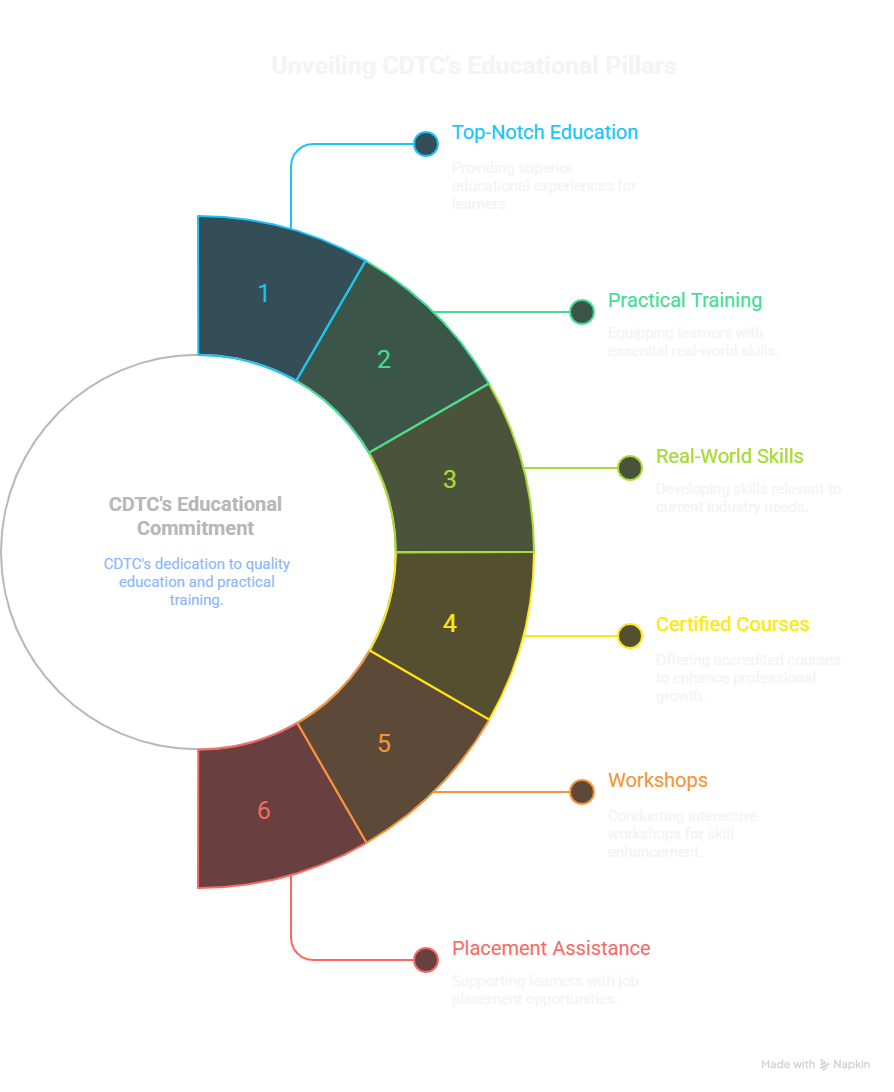 Unveiling CDTC's Educational Pillars
Top-Notch Education
Providing superior
educational experiences for
learners.
1
Practical Training
Equipping learners with
essential real-world skills.
2
Real-World Skills
Developing skills relevant to
current industry needs.
3
CDTC's Educational
Commitment
CDTC's dedication to quality
education and practical
training.
4
Certified Courses
Offering accredited courses
to enhance professional
growth.
5
Workshops
Conducting interactive
workshops for skill
enhancement.
6
Placement Assistance
Supporting learners with job
placement opportunities.
Made with Napkin